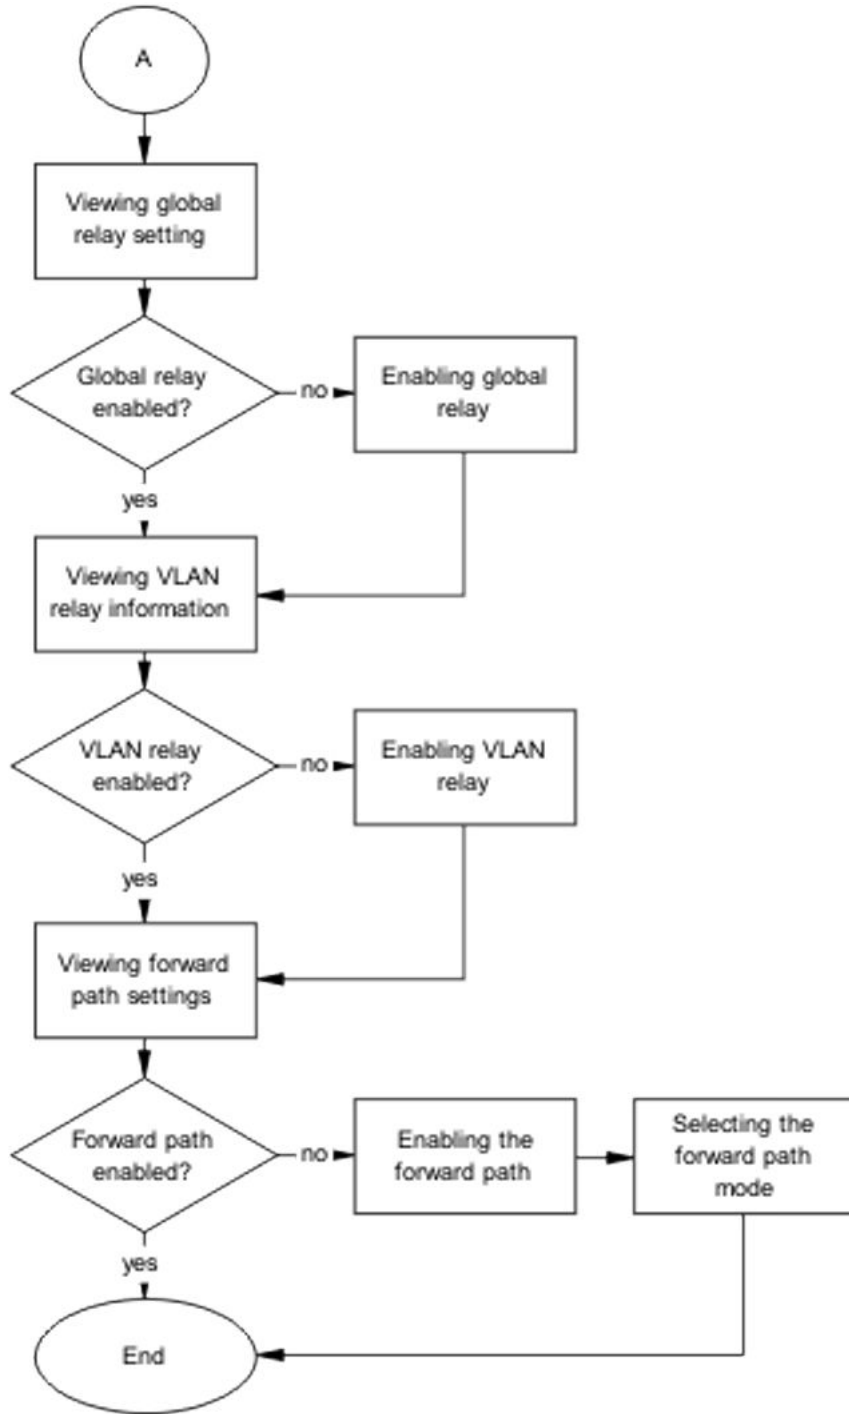 A
Viewing global
relay setting
Global relay
enabled?
no
Enabling global
relay
yes
Viewing VLAN
relay information
VLAN relay
enabled?
no
Enabling VLAN
relay
yes
Viewing forward
path settings
Forward path
enabled?
no
Enabling the
forward path
Selecting the
forward path
mode
yes
End